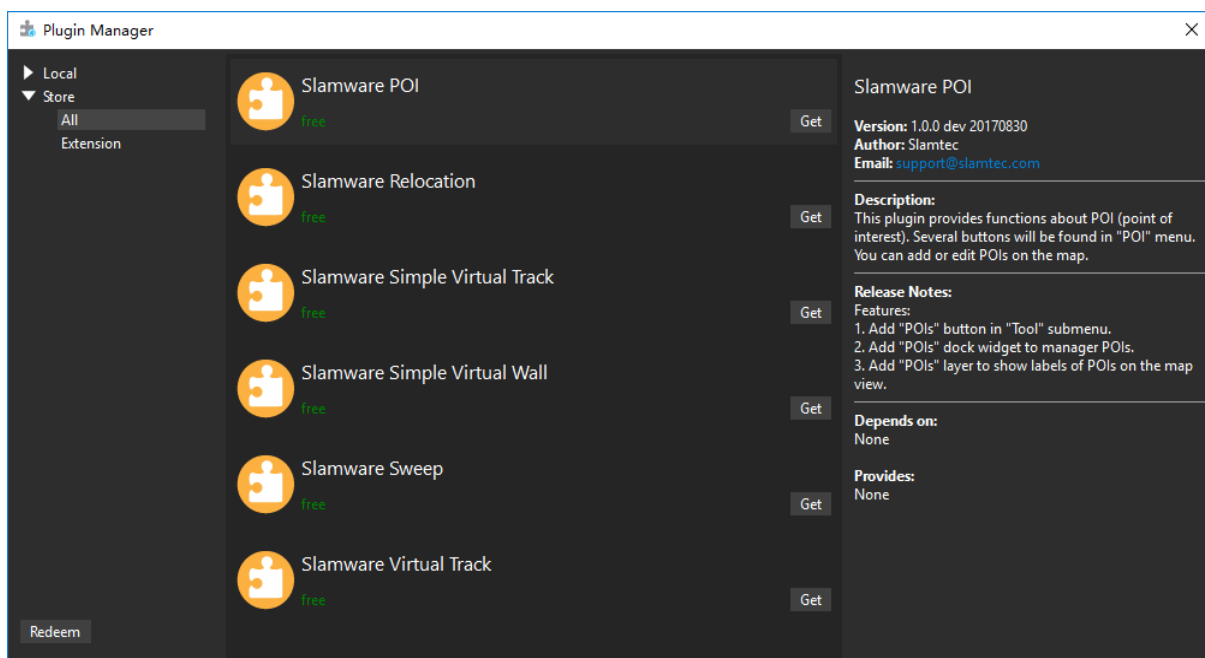 Plugin Manager
Local
Store
All
Extension
Redeem
Slamware POI
free
Get
Slamware Relocation
free
Get
Slamware Simple Virtual Track
free
Get
Slamware Simple Virtual Wall
free
Get
Slamware Sweep
free
Get
Slamware Virtual Track
free
Get
Slamware POI
Version: 1.0.0 dev 20170830
Author: Slamtec
Email: support@slamtec.com
Description:
This plugin provides functions about POI (point of
interest). Several buttons will be found in "POI" menu.
You can add or edit POIs on the map.
Release Notes:
Features:
1. Add "POIs" button in "Tool" submenu.
2. Add "POIs" dock widget to manager POIs.
3. Add "POIs" layer to show labels of POIs on the map
view.
Depends on:
None
Provides:
None